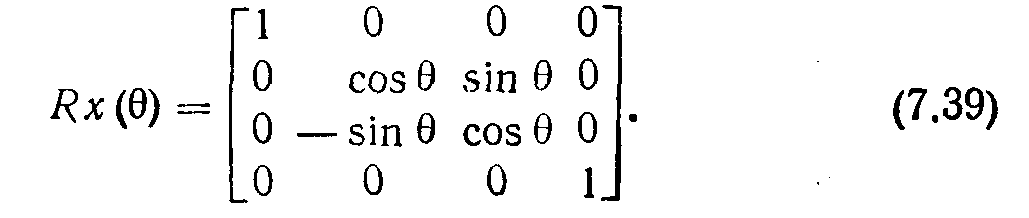 1 0 0 0
0 cos θ sin θ 0
Rx (θ) = . (7.39)
0 — sin θ cos θ 0
0 0 0 1